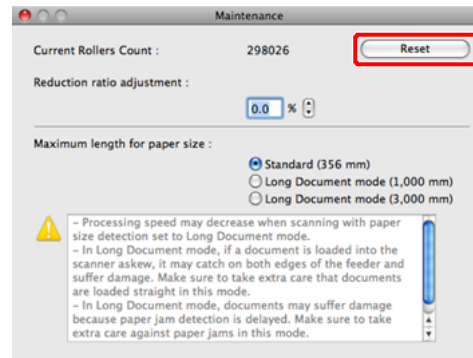 Maintenance
Current Rollers Count : 298026 Reset
Reduction ratio adjustment :
0.0 %
Maximum length for paper size :
Standard (356 mm)
Long Document mode (1,000 mm)
Long Document mode (3,000 mm)
– Processing speed may decrease when scanning with paper
size detection set to Long Document mode.
– In Long Document mode, if a document is loaded into the
scanner askew, it may catch on both edges of the feeder and
suffer damage. Make sure to take extra care that documents
are loaded straight in this mode.
– In Long Document mode, documents may suffer damage
because paper jam detection is delayed. Make sure to take
extra care against paper jams in this mode.